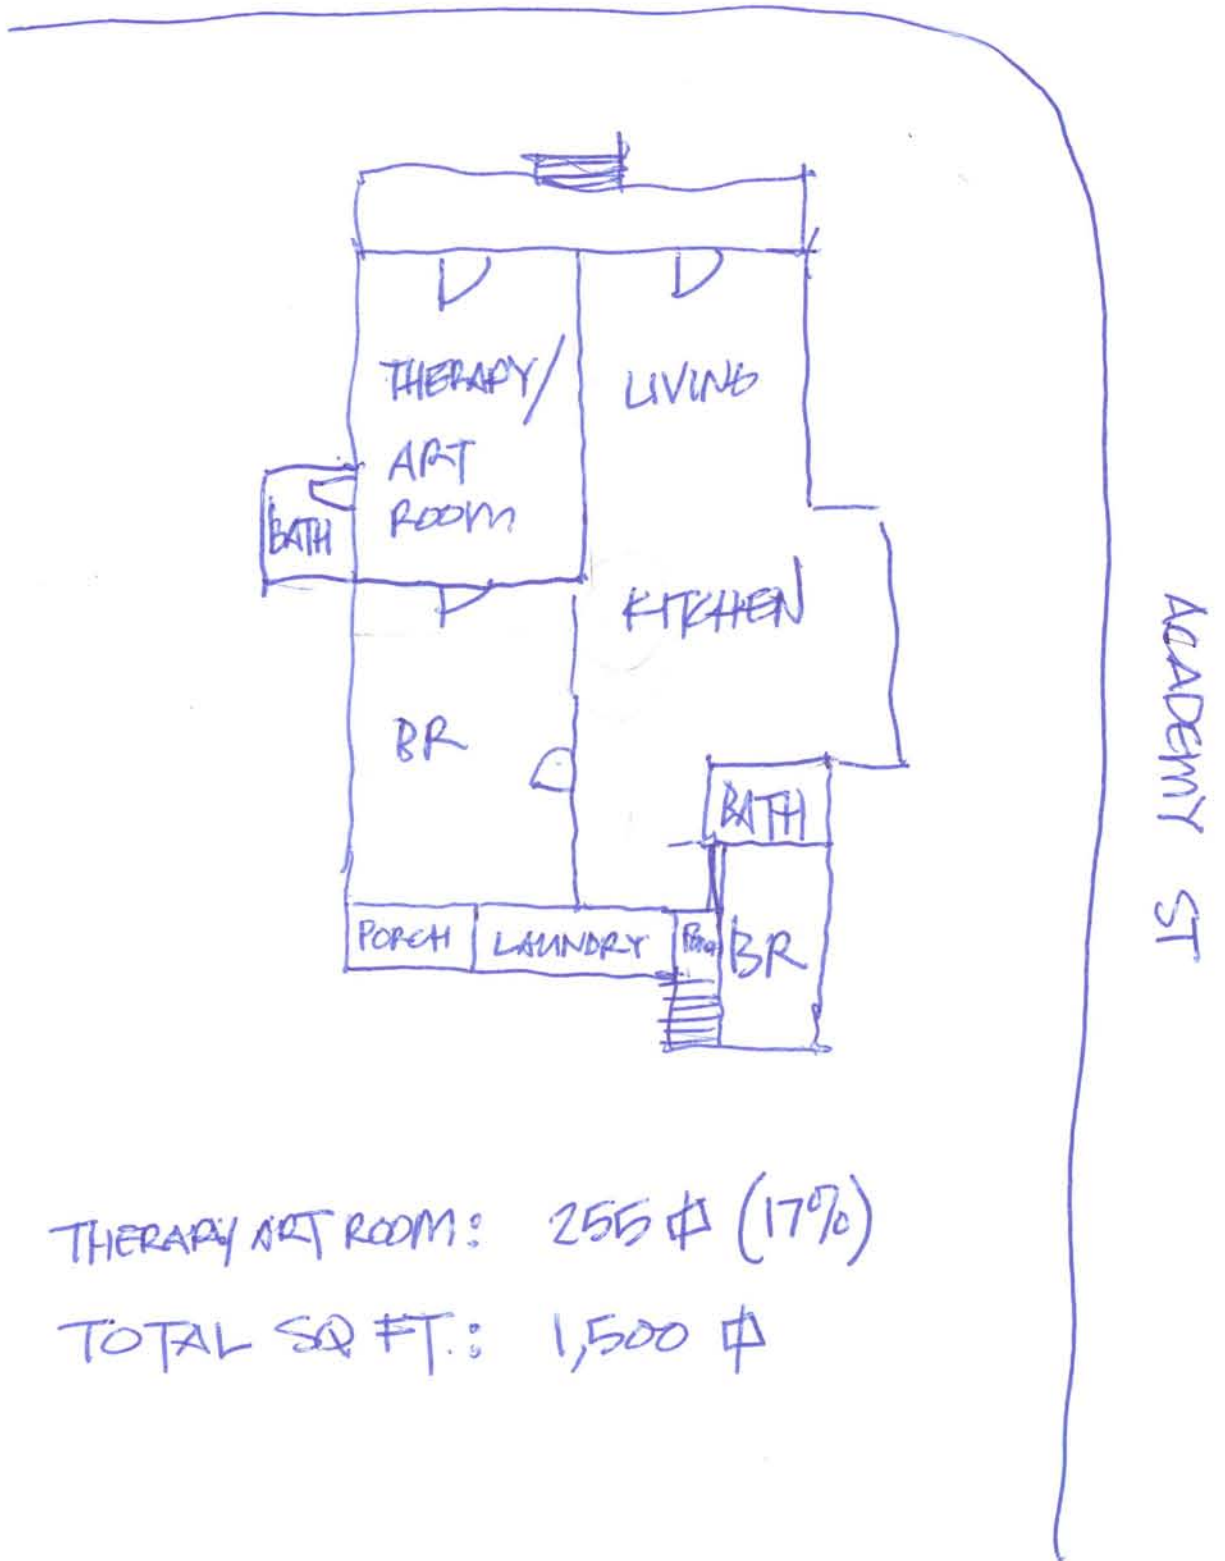 THERAPY/
ART
ROOM
LIVING
BATH
KITCHEN
BR
BATH
PORCH
LAUNDRY
BR
ACADEMY ST
THERAPY ART ROOM: 255 ⏍ (17%)
TOTAL SQ FT.: 1,500 ⏍